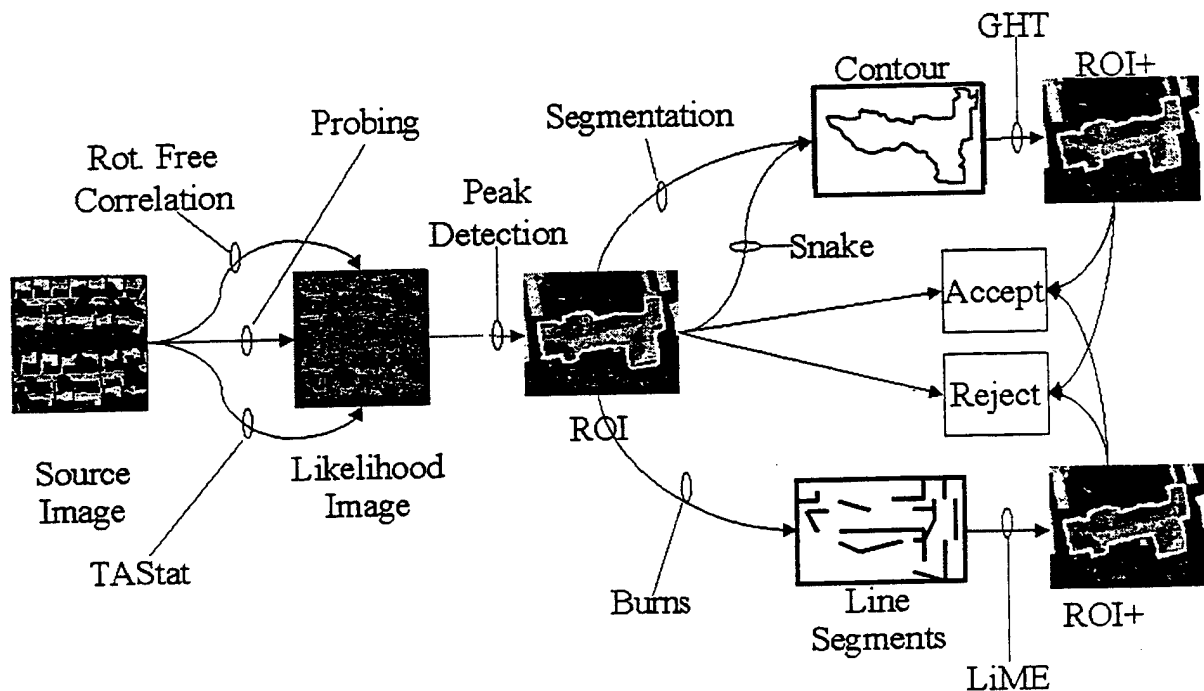 GHT
Contour
ROI+
Probing
Segmentation
Rot. Free
Correlation
Peak
Detection
Snake
Accept
Reject
ROI
Source
Image
Likelihood
Image
TAStat
Burns
Line
Segments
ROI+
LiME